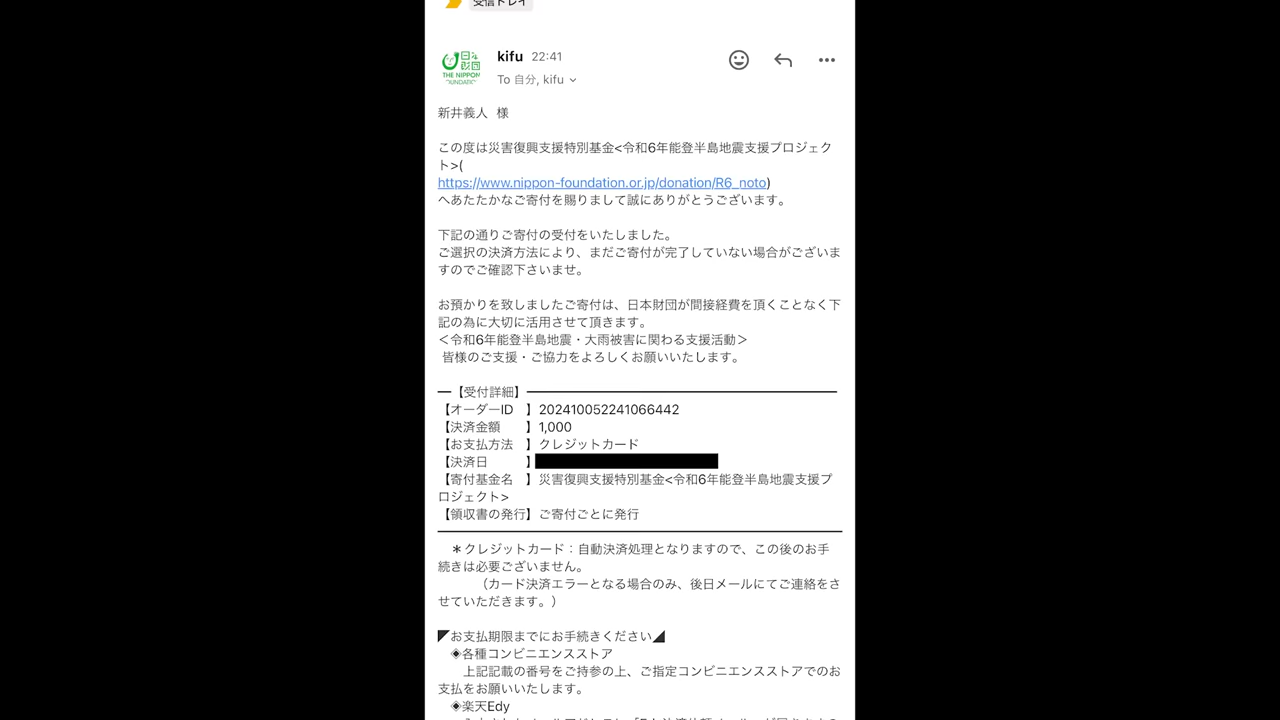 受信トレイ
kifu 22:41
To 自分, kifu
THE NIPPON
FOUNDATION
新井義人 様
この度は災害復興支援特別基金<令和6年能登半島地震支援プロジェク
ト>(
https://www.nippon-foundation.or.jp/donation/R6_noto)
へあたたかなご寄付を賜りまして誠にありがとうございます。
下記の通りご寄付の受付をいたしました。
ご選択の決済方法により、まだご寄付が完了していない場合がございま
すのでご確認下さいませ。
お預かりを致しましたご寄付は、日本財団が間接経費を頂くことなく下
記の為に大切に活用させて頂きます。
＜令和6年能登半島地震・大雨被害に関わる支援活動＞
皆様のご支援・ご協力をよろしくお願いいたします。
━【受付詳細】━━━━━━━━━━━━━━━━━━━━
【オーダーID 】202410052241066442
【決済金額 】1,000
【お支払方法 】クレジットカード
【決済日 】
【寄付基金名 】災害復興支援特別基金<令和6年能登半島地震支援プ
ロジェクト>
【領収書の発行】ご寄付ごとに発行
＊クレジットカード：自動決済処理となりますので、この後のお手
続きは必要ございません。
（カード決済エラーとなる場合のみ、後日メールにてご連絡をさ
せていただきます。）
◤お支払期限までにお手続きください◢
◈各種コンビニエンスストア
上記記載の番号をご持参の上、ご指定コンビニエンスストアでのお
支払をお願いいたします。
◈楽天Edy